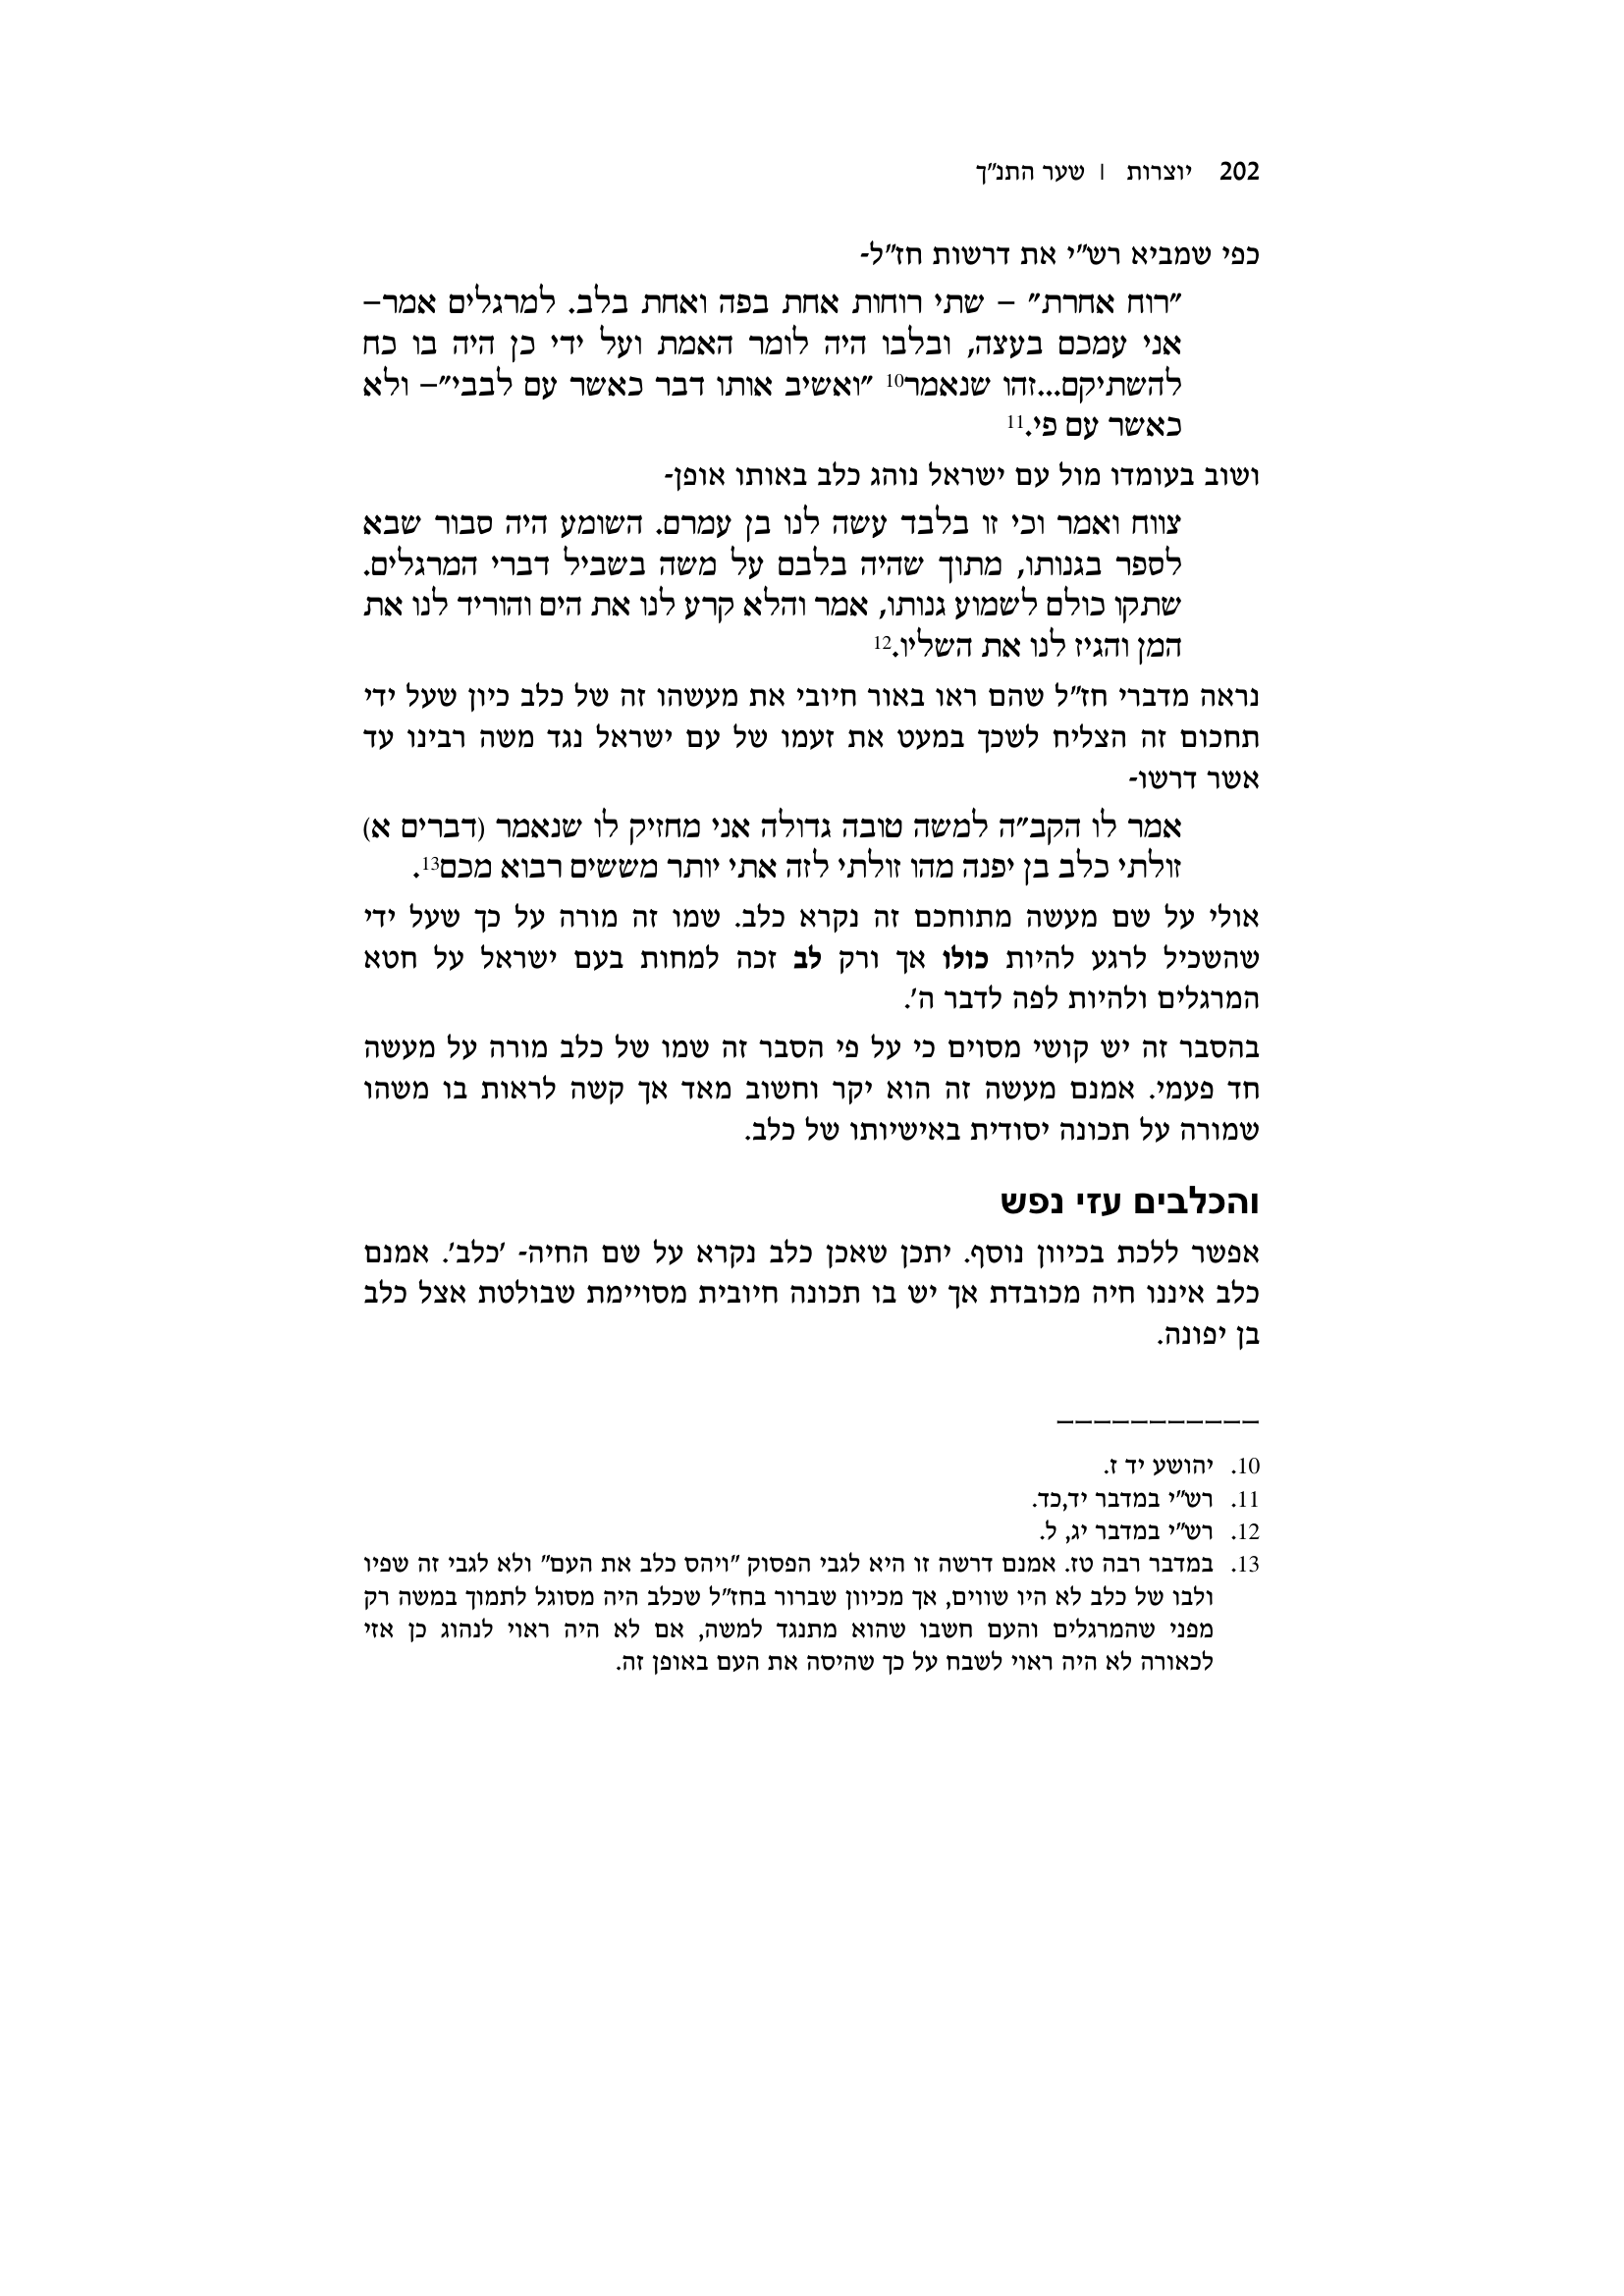 202 יוצרות | שער התנ"ך
כפי שמביא רש"י את דרשות חז"ל-
"רוח אחרת" – שתי רוחות אחת בפה ואחת בלב. למרגלים אמר–
אני עמכם בעצה, ובלבו היה לומר האמת ועל ידי כן היה בו כח
להשתיקם...זהו שנאמר10 "ואשיב אותו דבר כאשר עם לבבי"– ולא
כאשר עם פי.11
ושוב בעומדו מול עם ישראל נוהג כלב באותו אופן-
צווח ואמר וכי זו בלבד עשה לנו בן עמרם. השומע היה סבור שבא
לספר בגנותו, מתוך שהיה בלבם על משה בשביל דברי המרגלים.
שתקו כולם לשמוע גנותו, אמר והלא קרע לנו את הים והוריד לנו את
המן והגיז לנו את השליו.12
נראה מדברי חז"ל שהם ראו באור חיובי את מעשהו זה של כלב כיון שעל ידי
תחכום זה הצליח לשכך במעט את זעמו של עם ישראל נגד משה רבינו עד
אשר דרשו-
אמר לו הקב"ה למשה טובה גדולה אני מחזיק לו שנאמר (דברים א)
זולתי כלב בן יפנה מהו זולתי לזה אתי יותר מששים רבוא מכם13.
אולי על שם מעשה מתוחכם זה נקרא כלב. שמו זה מורה על כך שעל ידי
שהשכיל לרגע להיות כולו אך ורק לב זכה למחות בעם ישראל על חטא
המרגלים ולהיות לפה לדבר ה'.
בהסבר זה יש קושי מסוים כי על פי הסבר זה שמו של כלב מורה על מעשה
חד פעמי. אמנם מעשה זה הוא יקר וחשוב מאד אך קשה לראות בו משהו
שמורה על תכונה יסודית באישיותו של כלב.
והכלבים עזי נפש
אפשר ללכת בכיוון נוסף. יתכן שאכן כלב נקרא על שם החיה- 'כלב'. אמנם
כלב איננו חיה מכובדת אך יש בו תכונה חיובית מסויימת שבולטת אצל כלב
בן יפונה.
10. יהושע יד ז.
11. רש"י במדבר יד,כד.
12. רש"י במדבר יג, ל.
13. במדבר רבה טז. אמנם דרשה זו היא לגבי הפסוק "ויהס כלב את העם" ולא לגבי זה שפיו
ולבו של כלב לא היו שווים, אך מכיוון שברור בחז"ל שכלב היה מסוגל לתמוך במשה רק
מפני שהמרגלים והעם חשבו שהוא מתנגד למשה, אם לא היה ראוי לנהוג כן אזי
לכאורה לא היה ראוי לשבח על כך שהיסה את העם באופן זה.